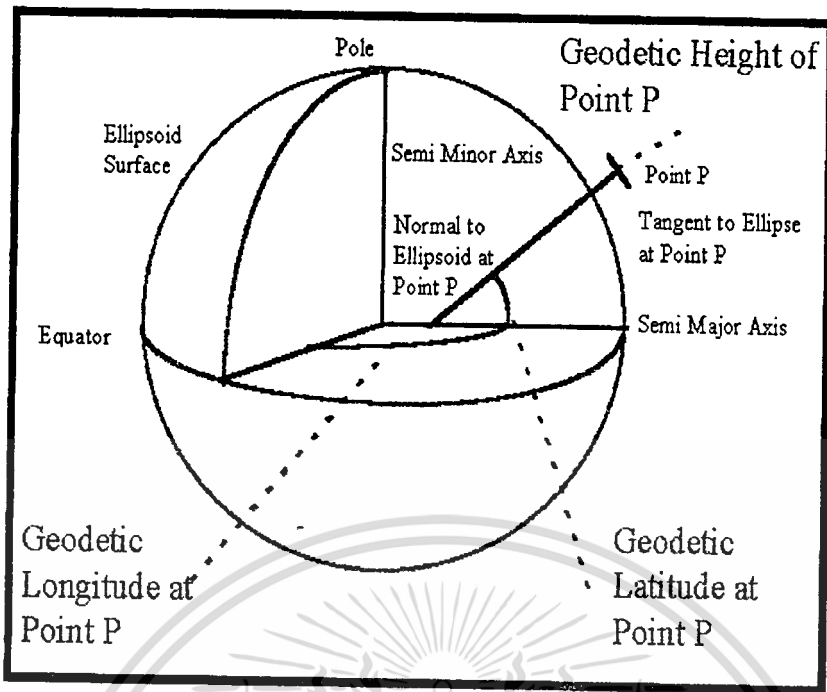 Pole
Geodetic Height of
Point P
Ellipsoid
Surface
Semi Minor Axis
Point P
Normal to
Ellipsoid at
Point P
Tangent to Ellipse
at Point P
Equator
Semi Major Axis
Geodetic
Longitude at
Point P
Geodetic
Latitude at
Point P